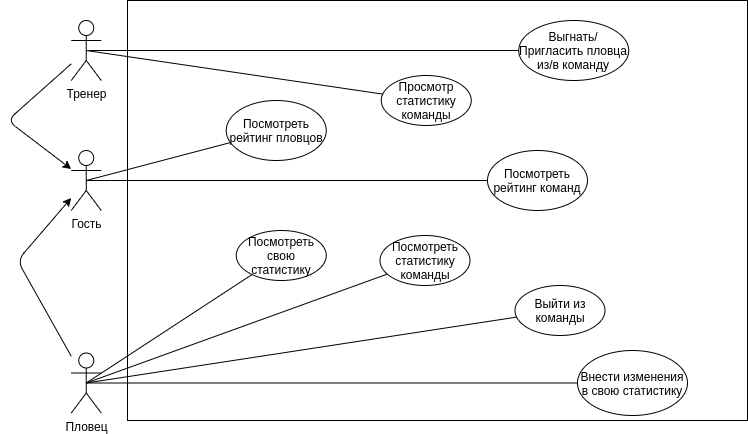 Выгнать/
Пригласить пловца
из/в команду
Тренер
Просмотр
статистику
команды
Посмотреть
рейтинг пловцов
Посмотреть
рейтинг команд
Гость
Посмотреть
свою
статистику
Посмотреть
статистику
команды
Выйти из
команды
Внести изменения
в свою статистику
Пловец